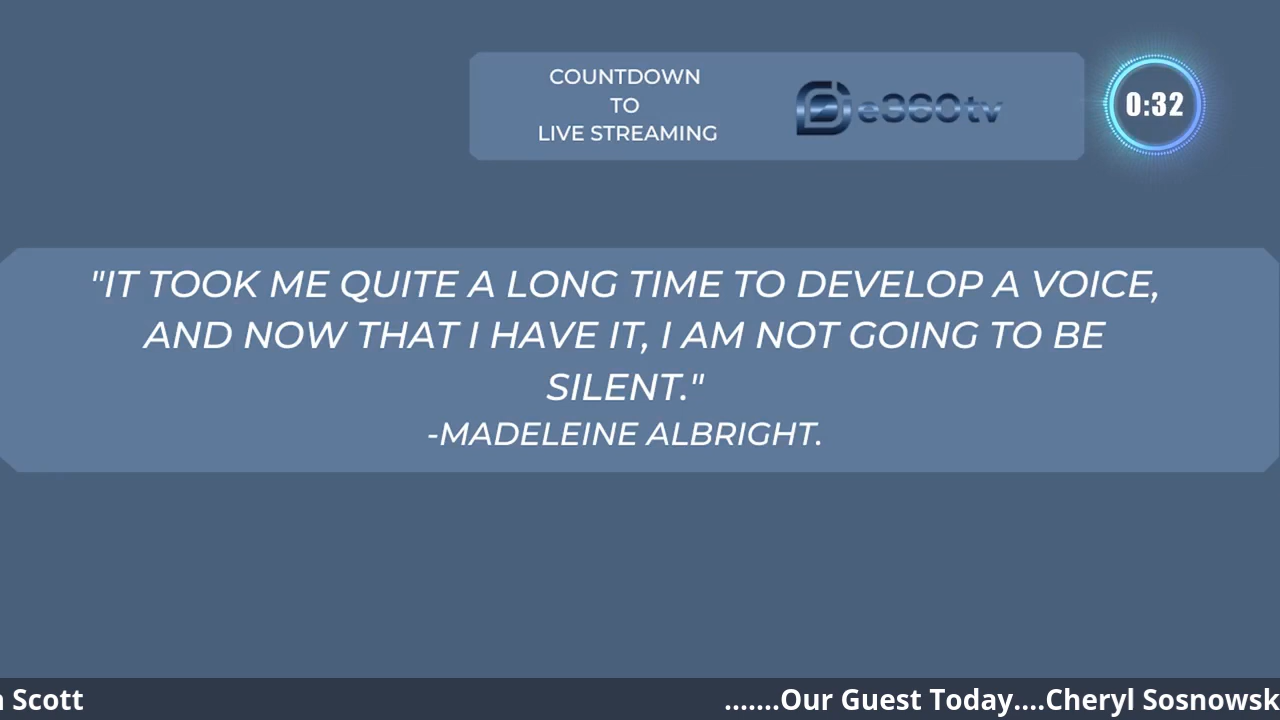 COUNTDOWN
TO
LIVE STREAMING
e360tv
0:32
"IT TOOK ME QUITE A LONG TIME TO DEVELOP A VOICE,
AND NOW THAT I HAVE IT, I AM NOT GOING TO BE
SILENT."
-MADELEINE ALBRIGHT.
Scott .......Our Guest Today....Cheryl Sosnowsk